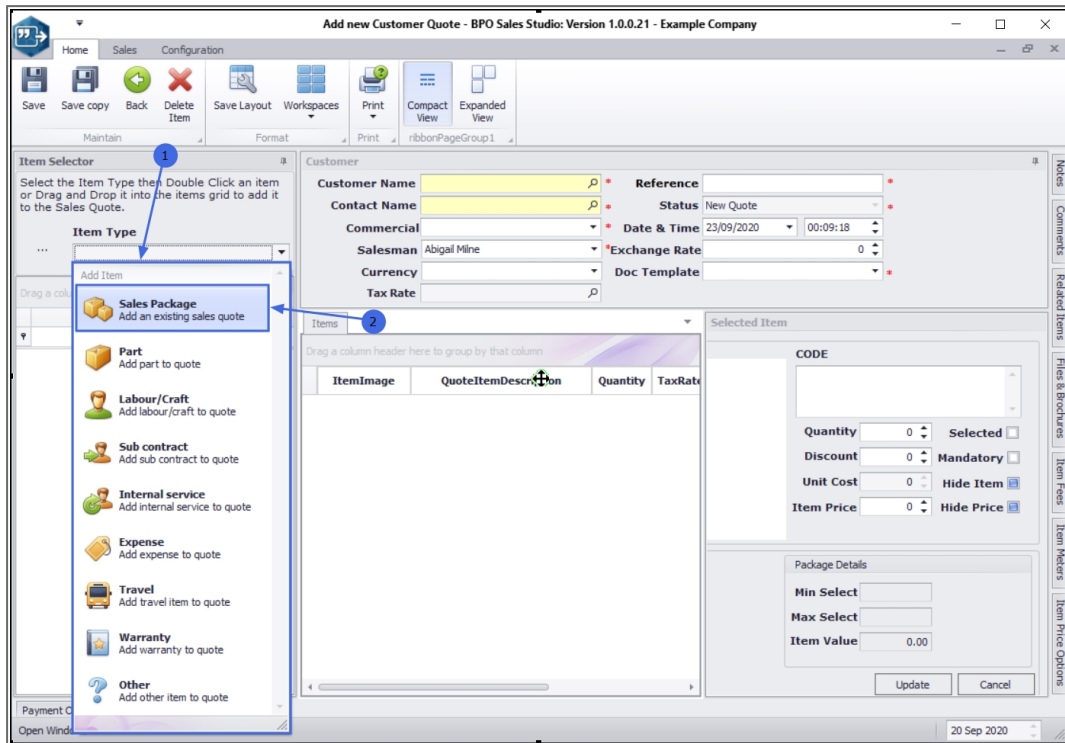 Add new Customer Quote - BPO Sales Studio: Version 1.0.0.21 - Example Company
Home Sales Configuration
Save Save copy Back Delete Item Save Layout Workspaces Print Compact View Expanded View
Maintain Format Print ribbonPageGroup1
1
Item Selector
Select the Item Type then Double Click an item
or Drag and Drop it into the items grid to add it
to the Sales Quote.
Item Type
...
Add Item
Drag a colu
Sales Package
Add an existing sales quote
2
Part
Add part to quote
Labour/Craft
Add labour/craft to quote
Sub contract
Add sub contract to quote
Internal service
Add internal service to quote
Expense
Add expense to quote
Travel
Add travel item to quote
Warranty
Add warranty to quote
Other
Add other item to quote
Customer
Customer Name * Reference *
Contact Name * Status New Quote *
Commercial * Date & Time 23/09/2020 00:09:18
Salesman Abigail Milne * Exchange Rate 0
Currency Doc Template *
Tax Rate
Items
Drag a column header here to group by that column
ItemImage QuoteItemDescr on Quantity TaxRate
Selected Item
CODE
Quantity 0 Selected
Discount 0 Mandatory
Unit Cost 0 Hide Item
Item Price 0 Hide Price
Package Details
Min Select
Max Select
Item Value 0.00
Update Cancel
Notes
Comments
Related Items
Files & Brochures
Item Fees
Item Meters
Item Price Options
Payment O
Open Wind
20 Sep 2020